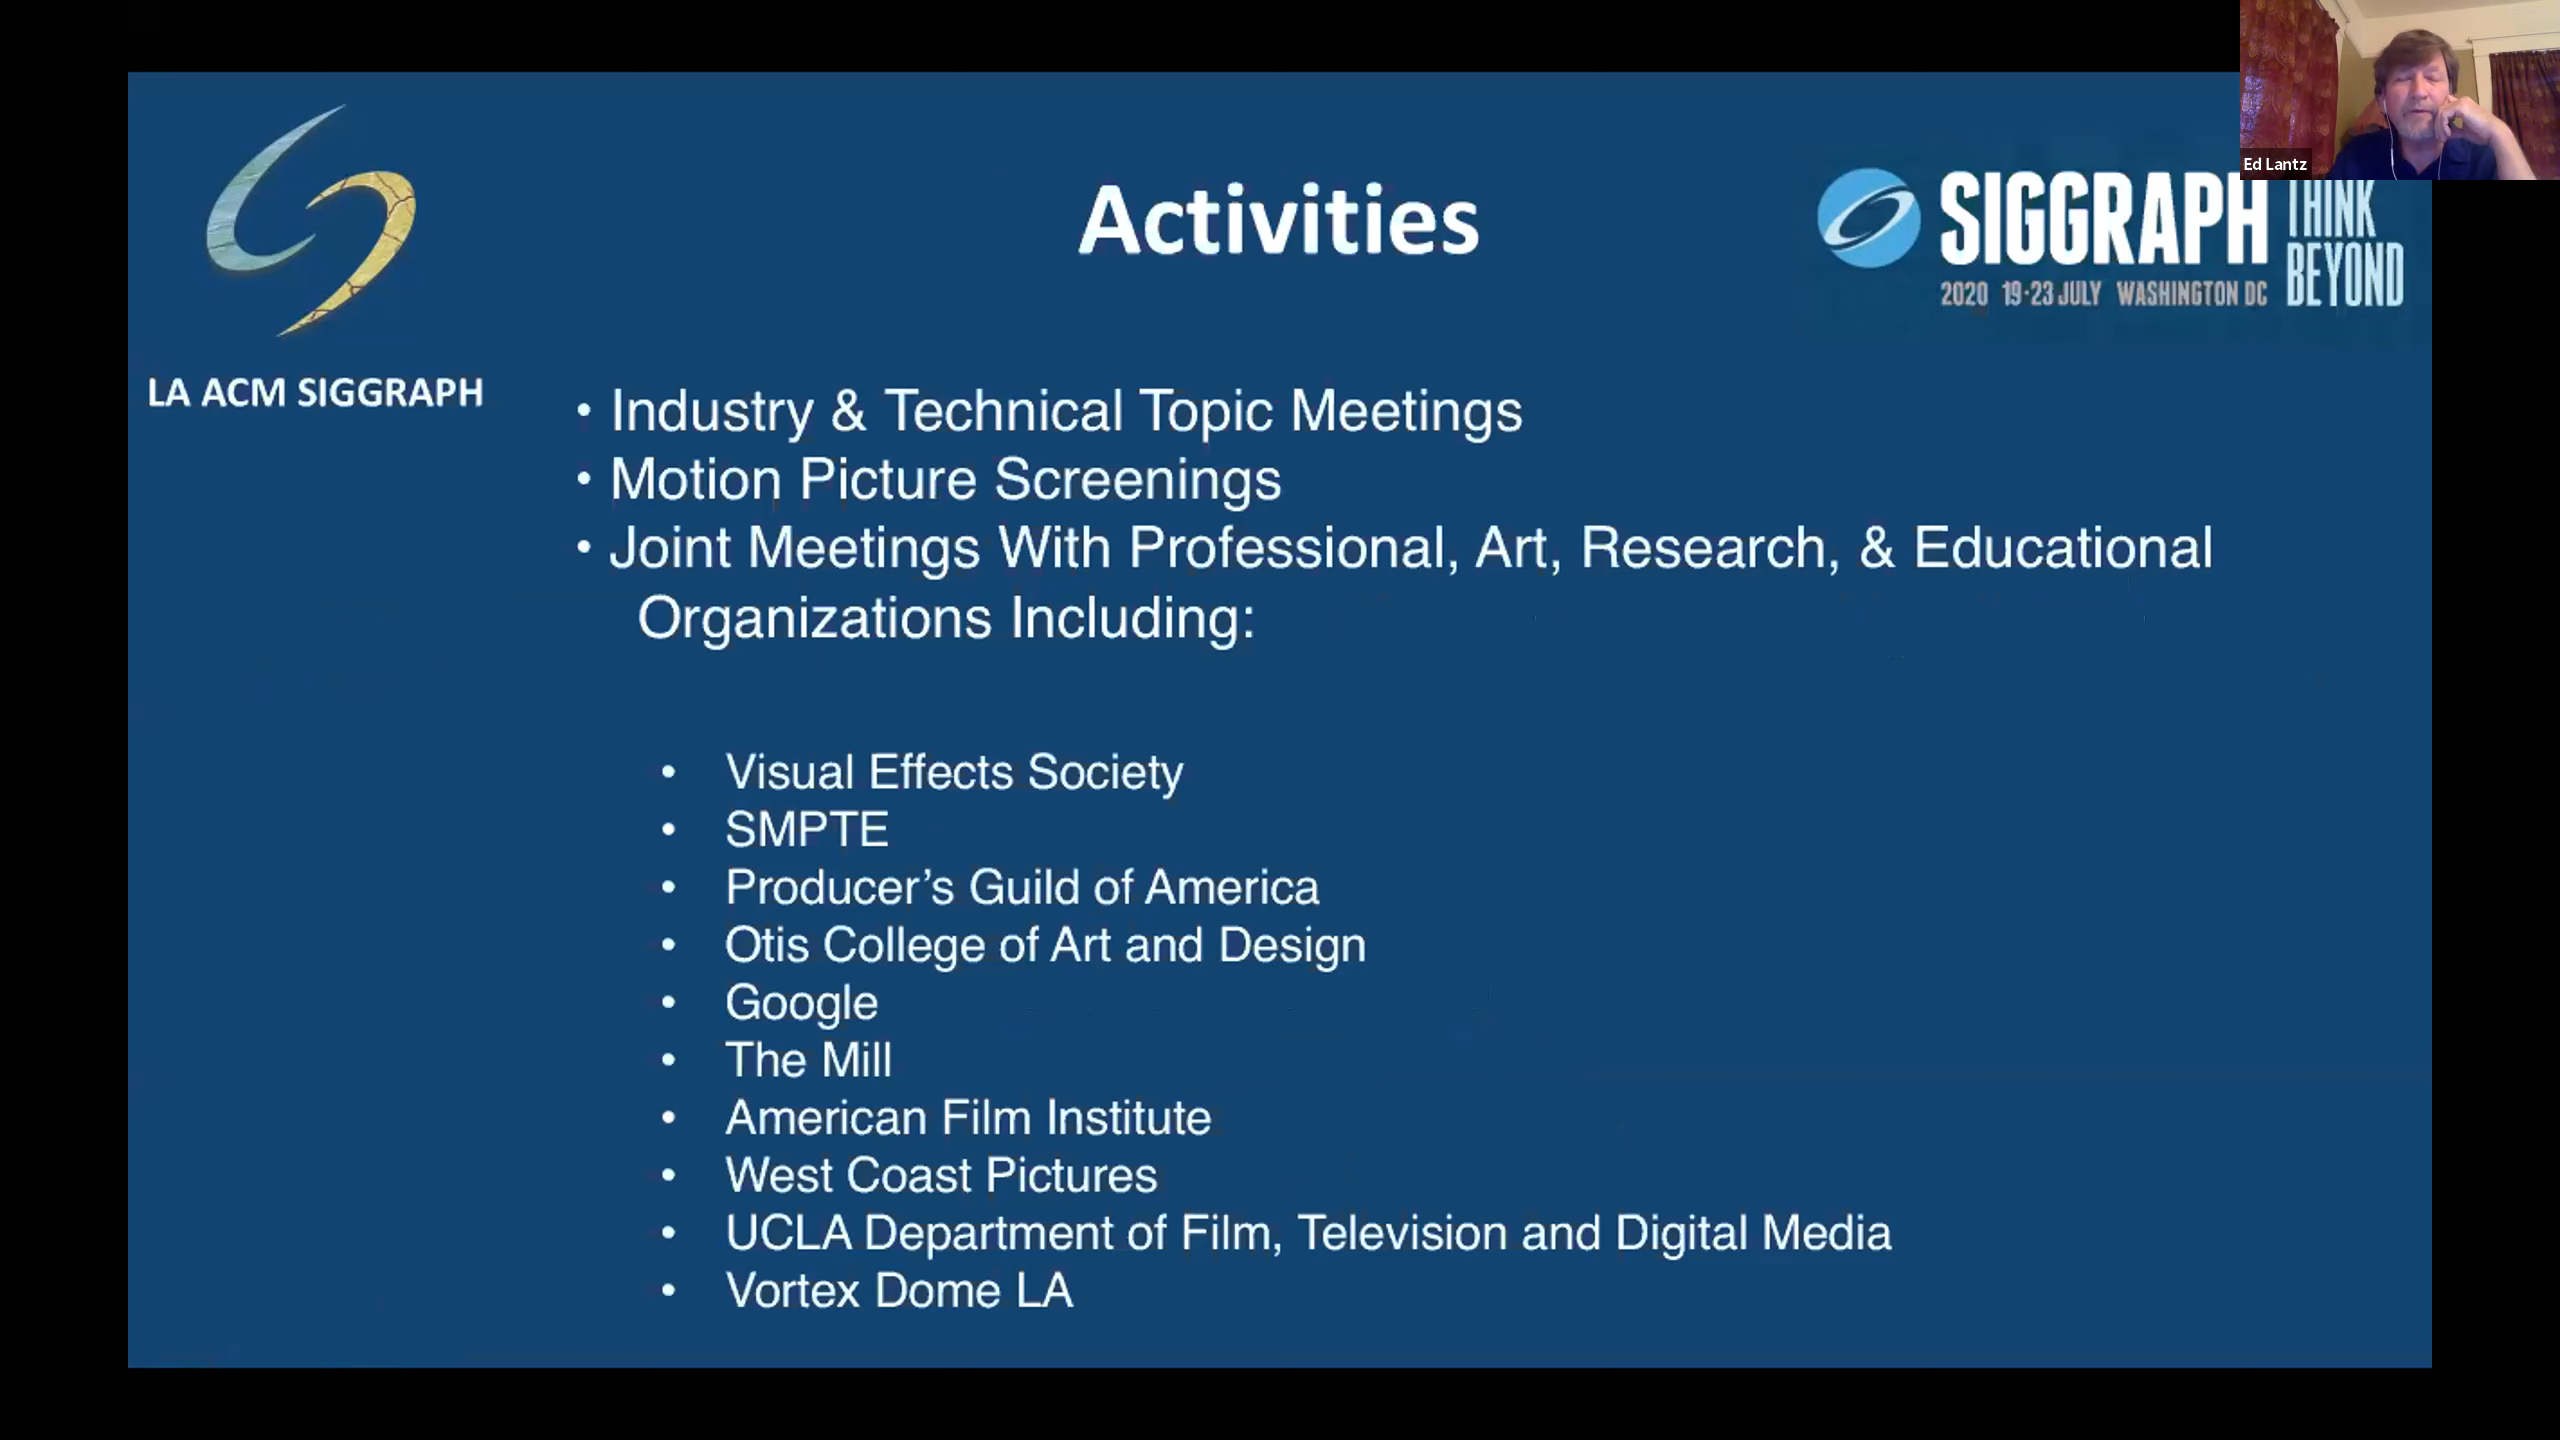 Ed Lantz
Activities
SIGGRAPH
THINK
BEYOND
2020 19-23 JULY WASHINGTON DC
LA ACM SIGGRAPH
• Industry & Technical Topic Meetings
• Motion Picture Screenings
• Joint Meetings With Professional, Art, Research, & Educational
Organizations Including:
• Visual Effects Society
• SMPTE
• Producer’s Guild of America
• Otis College of Art and Design
• Google
• The Mill
• American Film Institute
• West Coast Pictures
• UCLA Department of Film, Television and Digital Media
• Vortex Dome LA